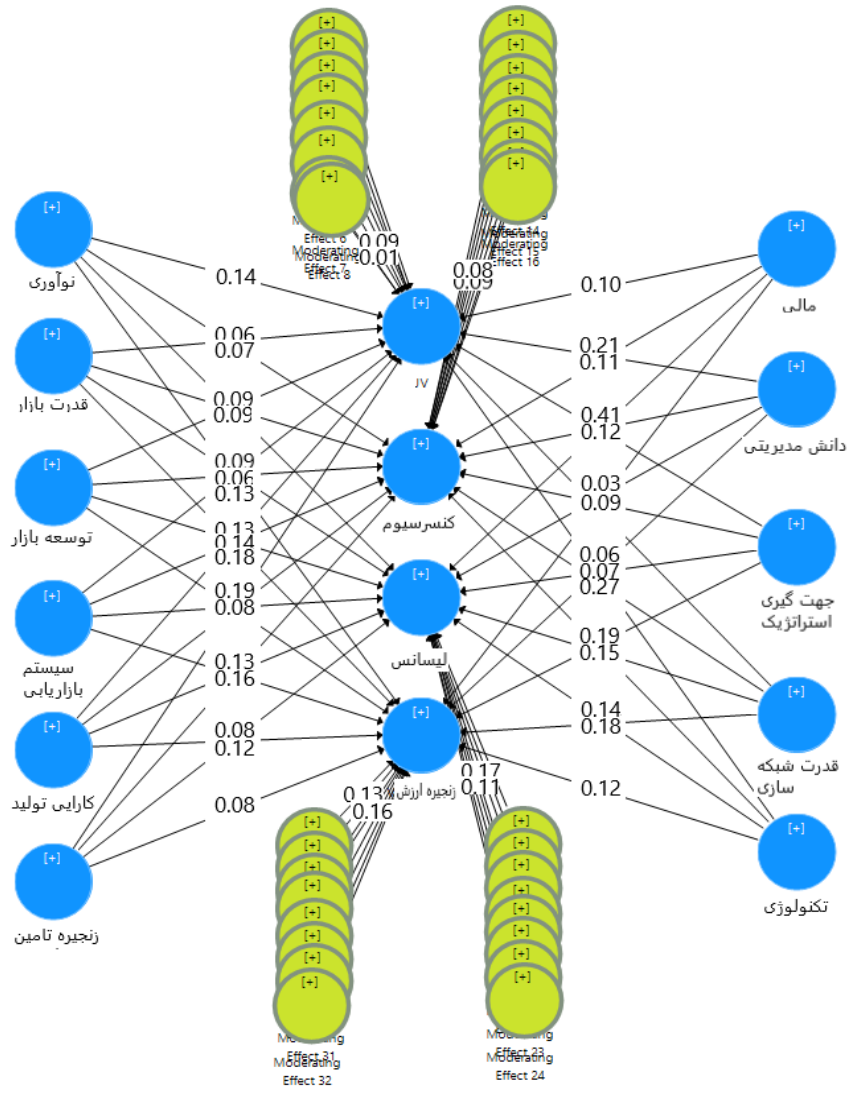 [+]
[+]
[+]
[+]
[+]
[+]
[+]
[+]
Effect 6
Moderating
Effect 7
Moderating
Effect 8
[+]
[+]
[+]
[+]
[+]
[+]
[+]
Effect 14
Moderating
Effect 15
Moderating
Effect 16
0.09
0.01
0.08
0.09
[+]
نوآوری
[+]
قدرت بازار
[+]
توسعه بازار
[+]
سیستم
بازاریابی
[+]
کارایی تولید
[+]
زنجیره تامین
0.14
0.06
0.07
0.09
0.09
0.09
0.06
0.13
0.13
0.14
0.18
0.19
0.08
0.13
0.16
0.08
0.12
0.08
[+]
JV
[+]
کنسرسیوم
[+]
لیسانس
[+]
زنجیره ارزش
0.10
0.21
0.11
0.41
0.12
0.03
0.09
0.06
0.07
0.27
0.19
0.15
0.14
0.18
0.12
[+]
مالی
[+]
دانش مدیریتی
[+]
جهت گیری
استراتژیک
[+]
قدرت شبکه
سازی
[+]
تکنولوژی
0.13
0.16
0.17
0.11
[+]
[+]
[+]
[+]
[+]
[+]
[+]
[+]
Effect 31
Moderating
Effect 32
[+]
[+]
[+]
[+]
[+]
[+]
[+]
[+]
Effect 23
Moderating
Effect 24